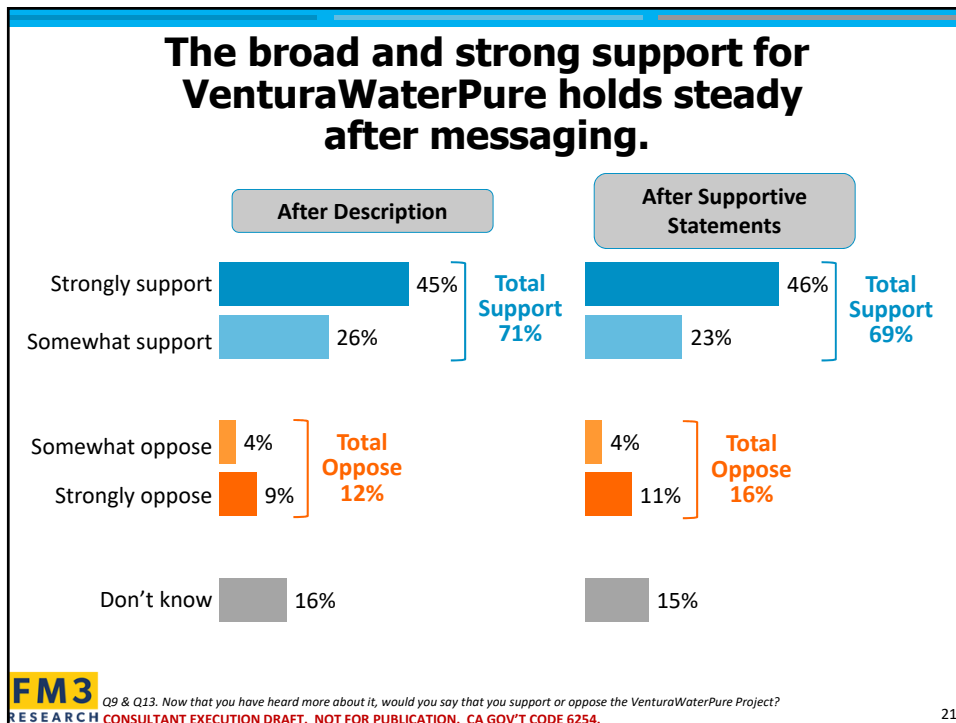 The broad and strong support for
VenturaWaterPure holds steady
after messaging.
After Description
After Supportive
Statements
Strongly support
45%
Somewhat support
26%
Total
Support
71%
46%
23%
Total
Support
69%
Somewhat oppose
4%
Strongly oppose
9%
Total
Oppose
12%
4%
11%
Total
Oppose
16%
Don't know
16%
15%
FM3
RESEARCH
Q9 & Q13. Now that you have heard more about it, would you say that you support or oppose the VenturaWaterPure Project?
CONSULTANT EXECUTION DRAFT. NOT FOR PUBLICATION. CA GOV'T CODE 6254.
21